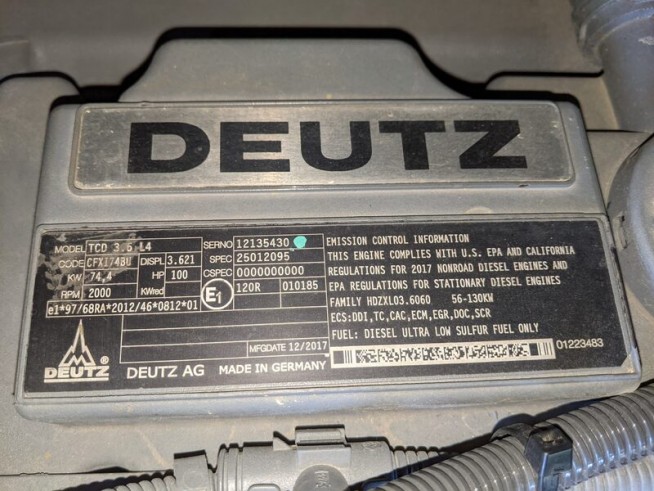 DEUTZ
MODEL TCD 3.6 L4
CODE CFXI74BU DISPL 3.621
KW 74,4 HP 100
RPM 2000 KWred
e1*97/68RA*2012/46*0812*01
SERNO 12135430
SPEC 25012095
CSPEC 0000000000
E1 120R 010185
MFGDATE 12/2017
DEUTZ®
DEUTZ AG MADE IN GERMANY
EMISSION CONTROL INFORMATION
THIS ENGINE COMPLIES WITH U.S. EPA AND CALIFORNIA
REGULATIONS FOR 2017 NONROAD DIESEL ENGINES AND
EPA REGULATIONS FOR STATIONARY DIESEL ENGINES
FAMILY HDZXL03.6060 56-130KW
ECS:DDI,TC,CAC,ECM,EGR,DOC,SCR
FUEL: DIESEL ULTRA LOW SULFUR FUEL ONLY
01223483